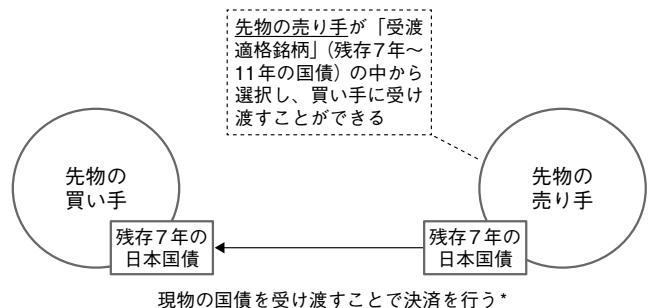 先物の売り手が「受渡
適格銘柄」（残存7年〜
11年の国債）の中から
選択し、買い手に受け
渡すことができる
先物の
買い手
先物の
売り手
残存7年の
日本国債
残存7年の
日本国債
現物の国債を受け渡すことで決済を行う*